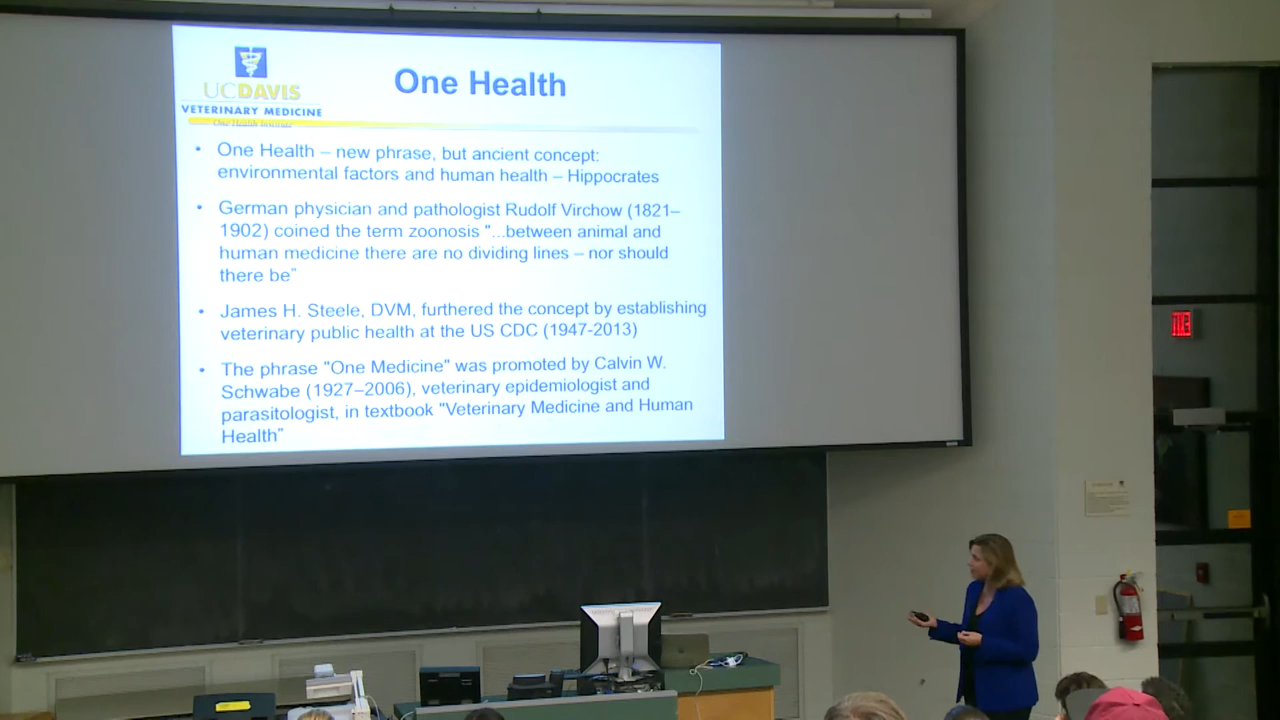 One Health
UCDAVIS
VETERINARY MEDICINE
One Health Institute
• One Health – new phrase, but ancient concept:
environmental factors and human health – Hippocrates
• German physician and pathologist Rudolf Virchow (1821–
1902) coined the term zoonosis "...between animal and
human medicine there are no dividing lines – nor should
there be”
• James H. Steele, DVM, furthered the concept by establishing
veterinary public health at the US CDC (1947-2013)
• The phrase "One Medicine" was promoted by Calvin W.
Schwabe (1927–2006), veterinary epidemiologist and
parasitologist, in textbook "Veterinary Medicine and Human
Health”